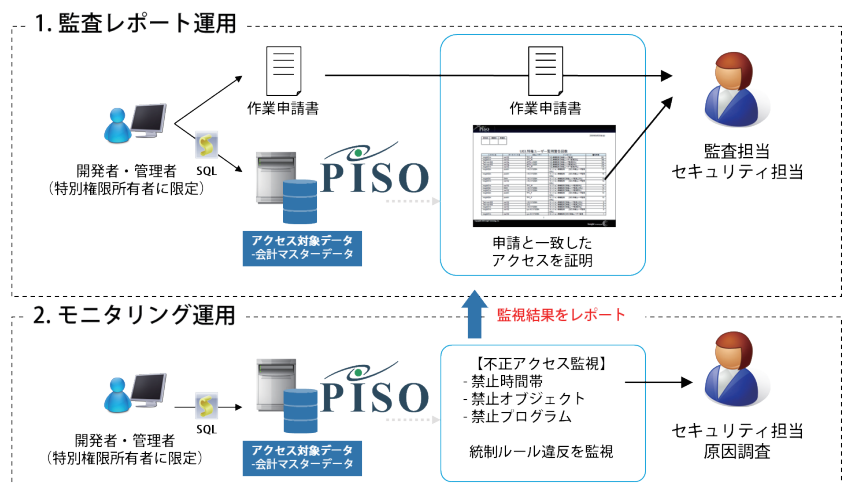 1. 監査レポート運用
作業申請書
作業申請書
開発者・管理者
（特別権限所有者に限定）
SQL
PISO
アクセス対象データ
-会計マスターデータ
PISO
申請と一致した
アクセスを証明
監査担当
セキュリティ担当
監視結果をレポート
2. モニタリング運用
開発者・管理者
（特別権限所有者に限定）
SQL
PISO
アクセス対象データ
-会計マスターデータ
【不正アクセス監視】
- 禁止時間帯
- 禁止オブジェクト
- 禁止プログラム
統制ルール違反を監視
セキュリティ担当
原因調査